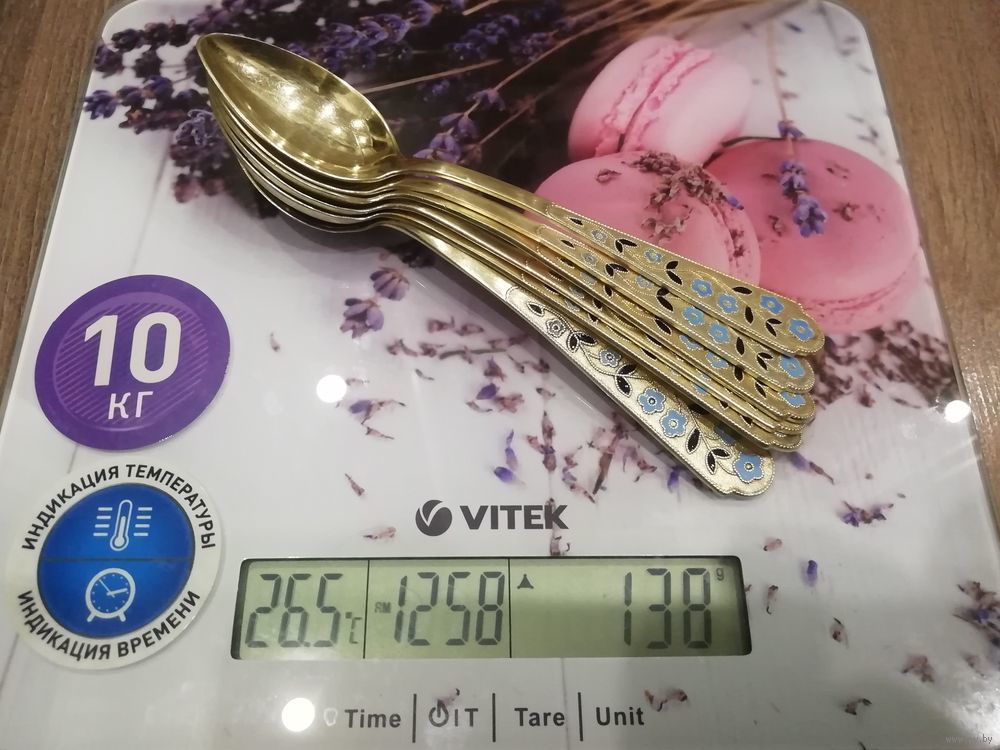 10
КГ
ИНДИКАЦИЯ ТЕМПЕРАТУРЫ
ИНДИКАЦИЯ ВРЕМЕНИ
VITEK
26.5°C AM 12 58 138 g
Time | T | Tare | Unit